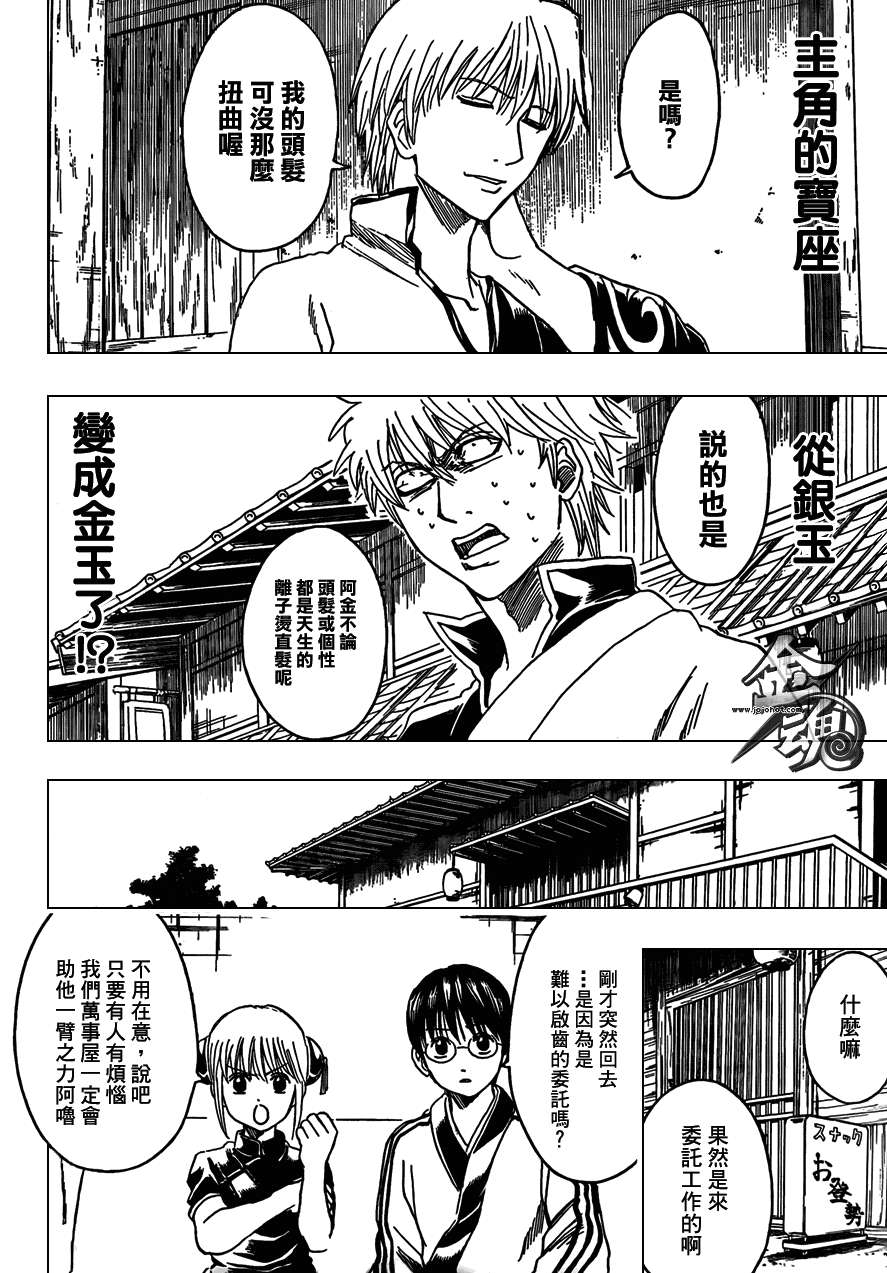 圭角的寶座
是嗎？
我的頭髮
可沒那麼
扭曲喔
從銀玉
說的也是
阿金不論
頭髮或個性
都是天生的
離子燙直髮呢
變成金玉了!?
金魂
www.jojohot.com
什麼嘛
果然是來
委託工作的啊
スナック
お登勢
剛才突然回去
…是因為是
難以啟齒的委託嗎？
不用在意，說吧
只要有人有煩惱
我們萬事屋一定會
助他一臂之力阿嚕